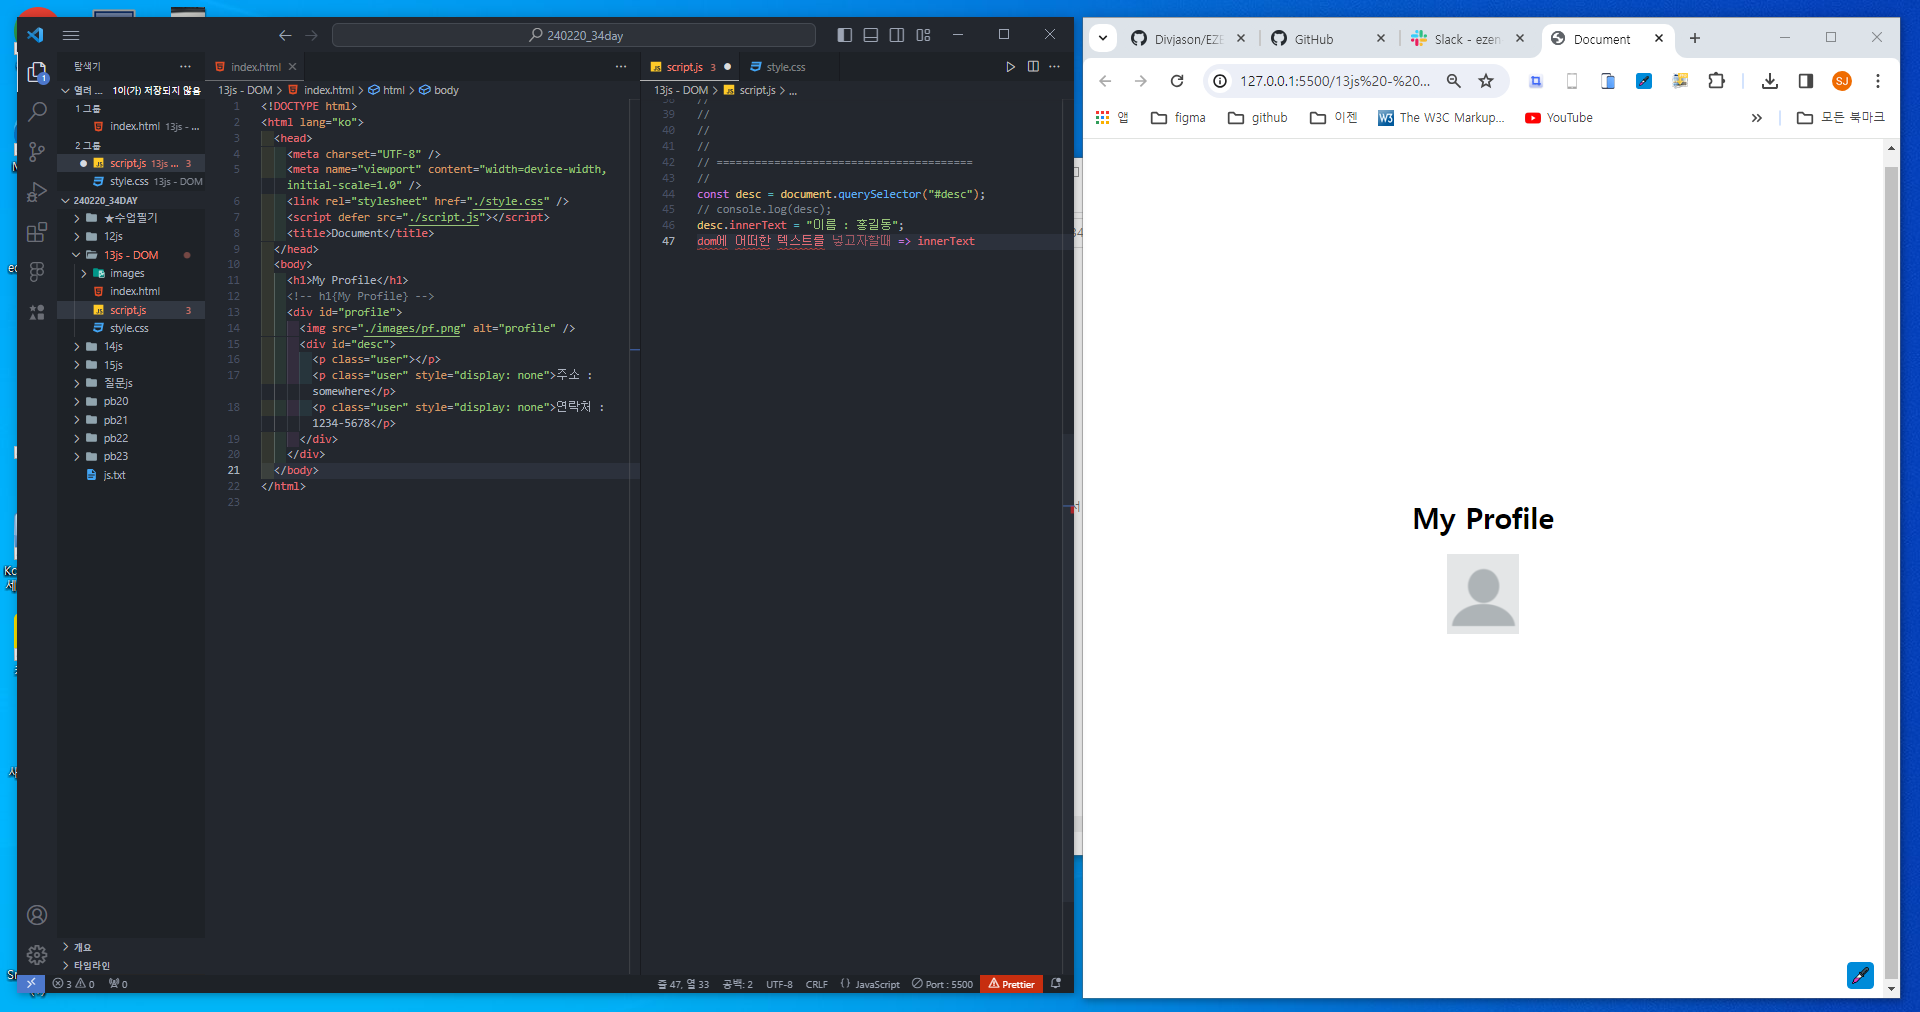 240220_34day
탐색기
열려 ... 1이(가) 저장되지 않음
1 그룹
index.html 13js - ...
2 그룹
script.js 13js ... 3
style.css 13js - DOM
240220_34DAY
★수업필기
12js
13js - DOM
images
index.html
script.js 3
style.css
14js
15js
질문js
pb20
pb21
pb22
pb23
js.txt
개요
타임라인
index.html
13js - DOM > index.html > html > body
1 <!DOCTYPE html>
2 <html lang="ko">
3 <head>
4 <meta charset="UTF-8" />
5 <meta name="viewport" content="width=device-width,
initial-scale=1.0" />
6 <link rel="stylesheet" href="./style.css" />
7 <script defer src="./script.js"></script>
8 <title>Document</title>
9 </head>
10 <body>
11 <h1>My Profile</h1>
12 <!-- h1{My Profile} -->
13 <div id="profile">
14 <img src="./images/pf.png" alt="profile" />
15 <div id="desc">
16 <p class="user"></p>
17 <p class="user" style="display: none">주소 :
somewhere</p>
18 <p class="user" style="display: none">연락처 :
1234-5678</p>
19 </div>
20 </div>
21 </body>
22 </html>
23
script.js 3
style.css
13js - DOM > script.js > ...
39 //
40 //
41 //
42 // ========================================
43 //
44 const desc = document.querySelector("#desc");
45 // console.log(desc);
46 desc.innerText = "이름 : 홍길동";
47 dom에 어떠한 텍스트를 넣고자할때 => innerText
3 0 0
줄 47, 열 33 공백: 2 UTF-8 CRLF {} JavaScript Port : 5500 Prettier
Divjason/EZE
GitHub
Slack - ezen
Document
127.0.0.1:5500/13js%20-%20...
SJ
앱 figma github 이젠 The W3C Markup... YouTube » 모든 북마크
My Profile